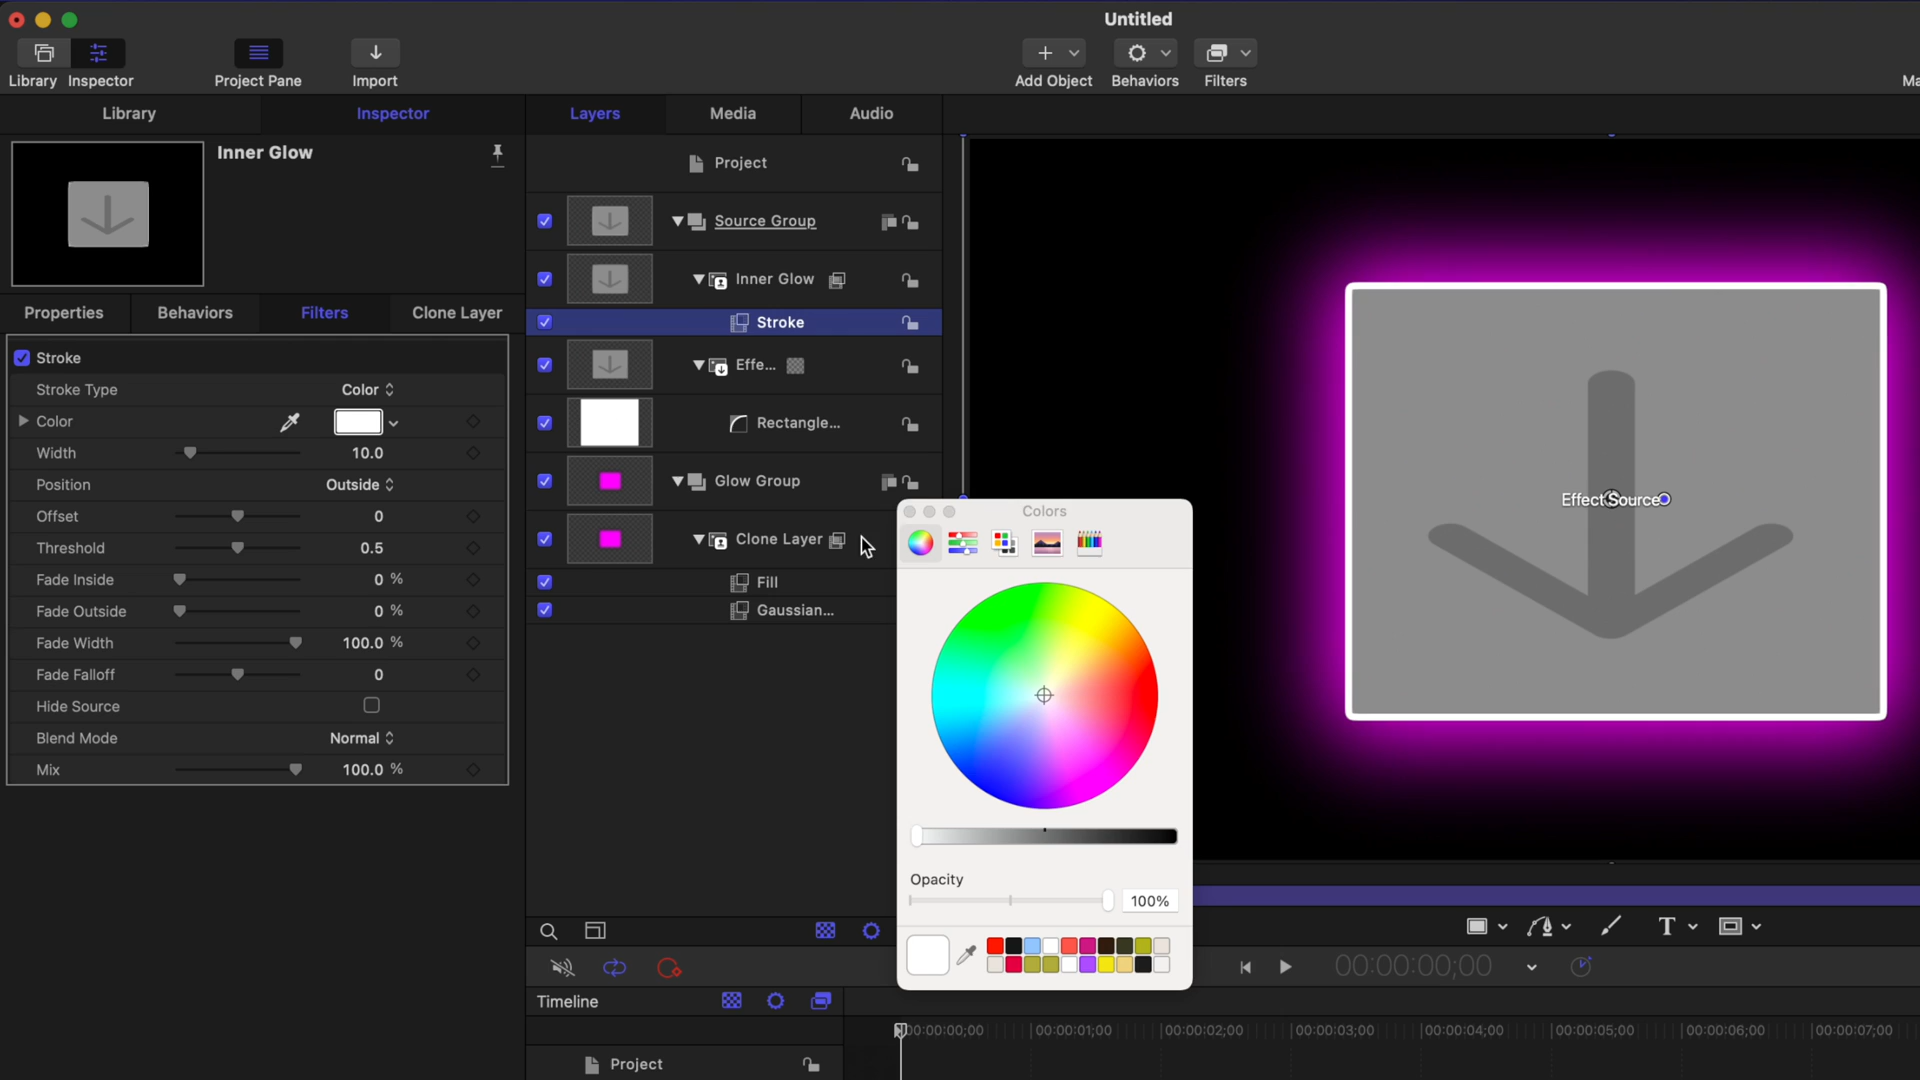 Untitled
Library Inspector Project Pane Import Add Object Behaviors Filters
Library Inspector Layers Media Audio
Inner Glow
Project
Source Group
Inner Glow
Stroke
Effe...
Rectangle...
Glow Group
Clone Layer
Fill
Gaussian...
Properties Behaviors Filters Clone Layer
Stroke
Stroke Type Color
Color
Width 10.0
Position Outside
Offset 0
Threshold 0.5
Fade Inside 0 %
Fade Outside 0 %
Fade Width 100.0 %
Fade Falloff 0
Hide Source
Blend Mode Normal
Mix 100.0 %
Effect Source
Colors
Opacity
100%
T
00:00:00;00
Timeline
00:00:00;00 00:00:01;00 00:00:02;00 00:00:03;00 00:00:04;00 00:00:05;00 00:00:06;00 00:00:07;00
Project